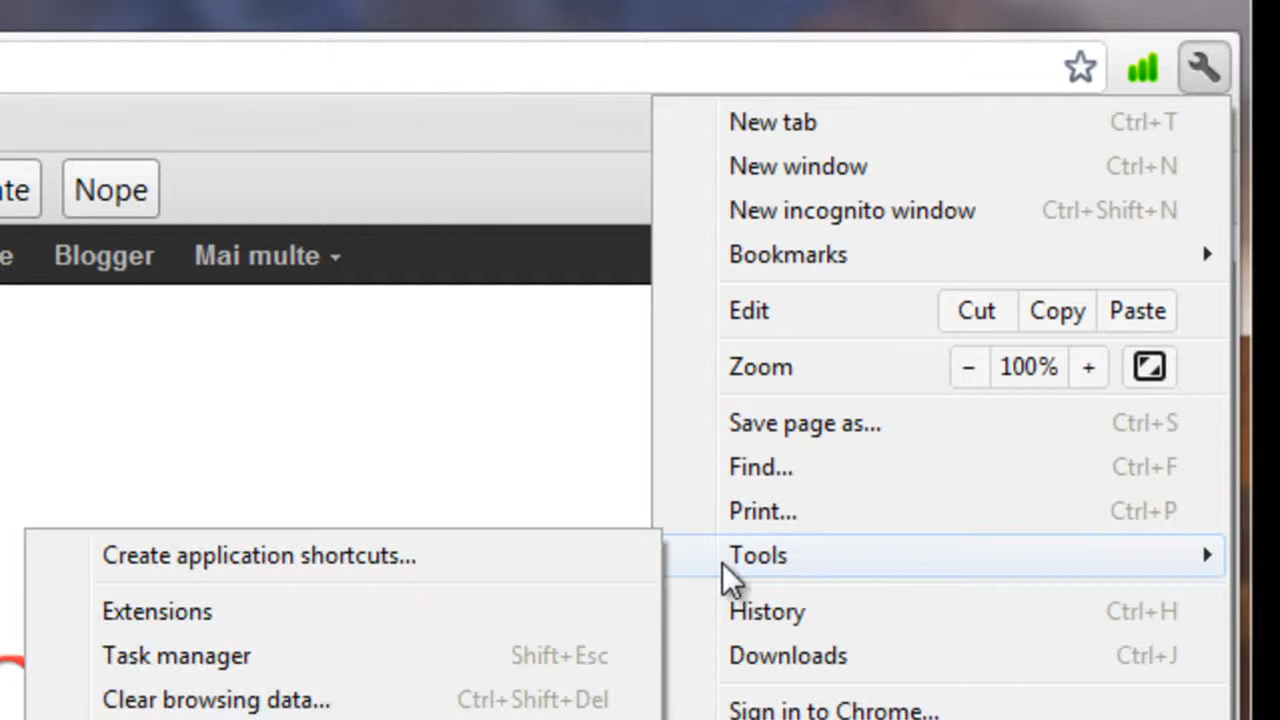 New tab Ctrl+T
New window Ctrl+N
Nope
New incognito window Ctrl+Shift+N
Blogger Mai multe
Bookmarks
Edit Cut Copy Paste
Zoom − 100% +
Save page as... Ctrl+S
Find... Ctrl+F
Print... Ctrl+P
Create application shortcuts...
Tools
Extensions
History Ctrl+H
Task manager Shift+Esc
Downloads Ctrl+J
Clear browsing data... Ctrl+Shift+Del
Sign in to Chrome...